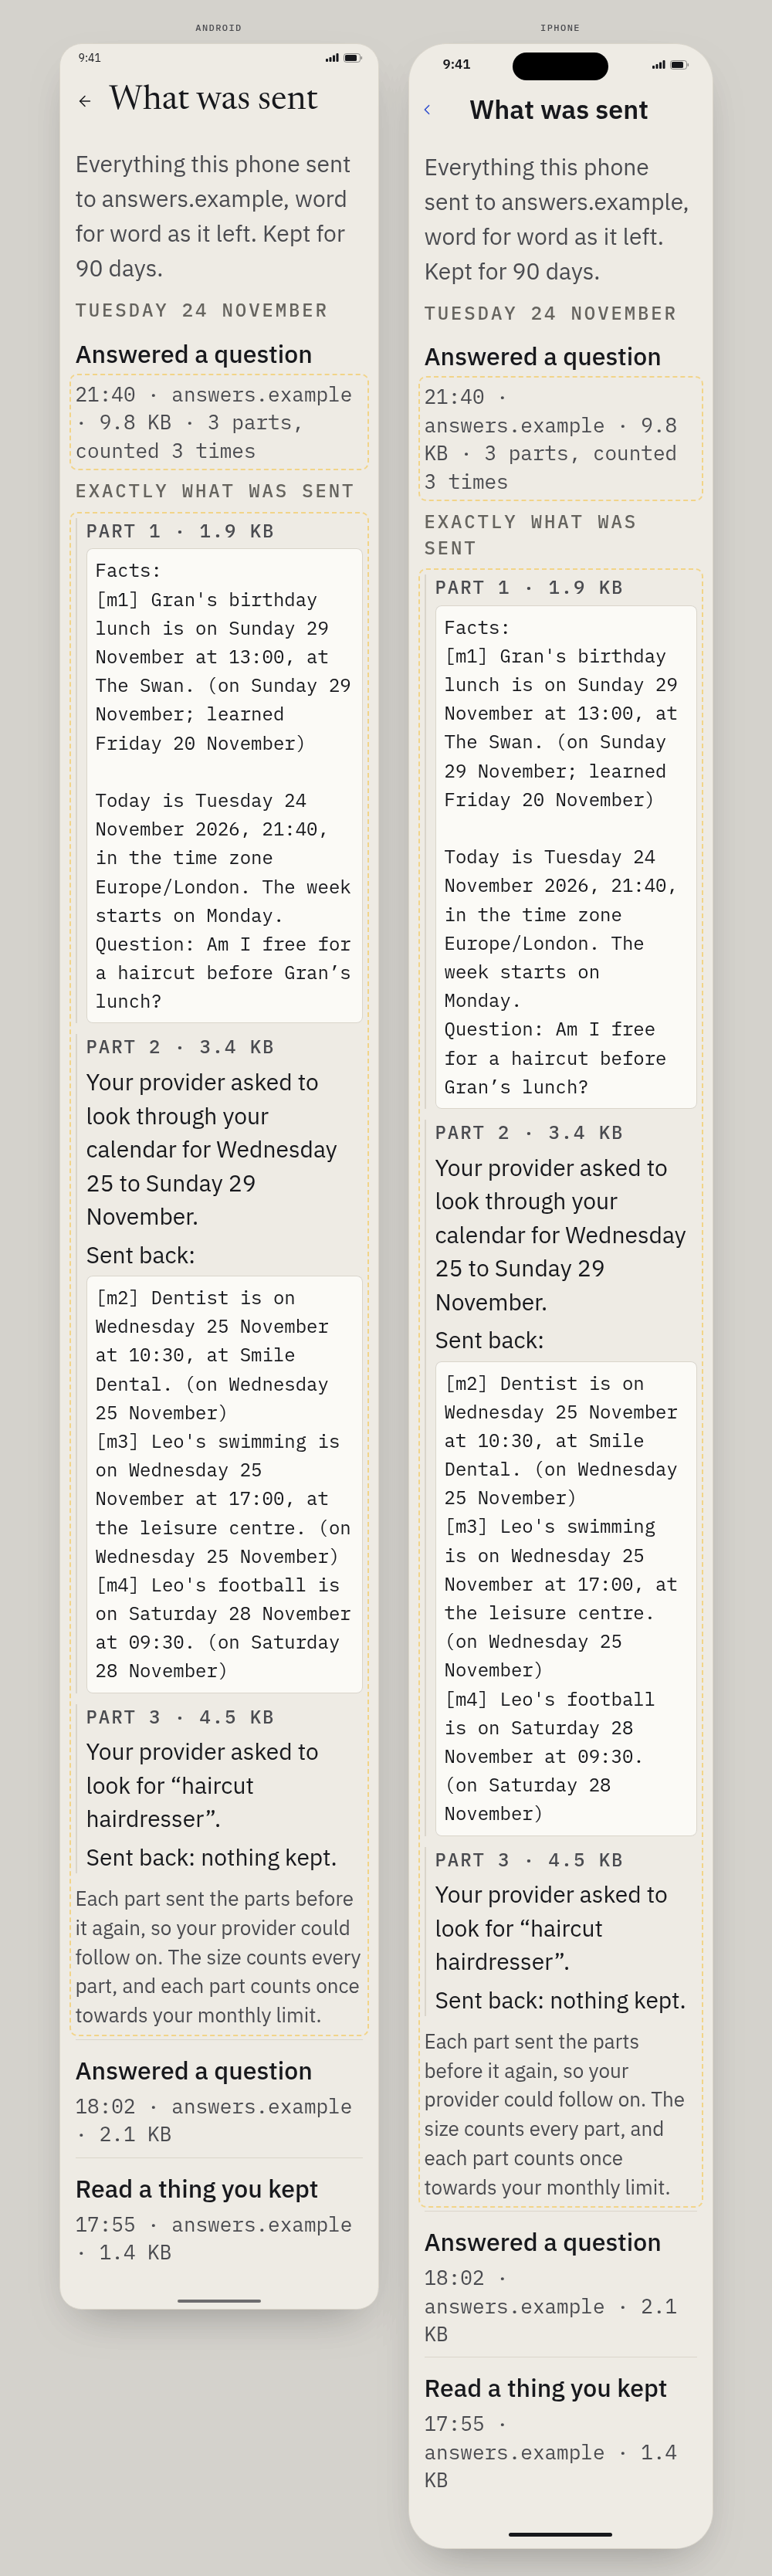 ANDROID
9:41
What was sent
Everything this phone sent
to answers.example, word
for word as it left. Kept for
90 days.
TUESDAY 24 NOVEMBER
Answered a question
21:40 · answers.example
· 9.8 KB · 3 parts,
counted 3 times
EXACTLY WHAT WAS SENT
PART 1 · 1.9 KB
Facts:
[m1] Gran's birthday
lunch is on Sunday 29
November at 13:00, at
The Swan. (on Sunday 29
November; learned
Friday 20 November)
Today is Tuesday 24
November 2026, 21:40,
in the time zone
Europe/London. The week
starts on Monday.
Question: Am I free for
a haircut before Gran’s
lunch?
PART 2 · 3.4 KB
Your provider asked to
look through your
calendar for Wednesday
25 to Sunday 29
November.
Sent back:
[m2] Dentist is on
Wednesday 25 November
at 10:30, at Smile
Dental. (on Wednesday
25 November)
[m3] Leo's swimming is
on Wednesday 25
November at 17:00, at
the leisure centre. (on
Wednesday 25 November)
[m4] Leo's football is
on Saturday 28 November
at 09:30. (on Saturday
28 November)
PART 3 · 4.5 KB
Your provider asked to
look for “haircut
hairdresser”.
Sent back: nothing kept.
Each part sent the parts before
it again, so your provider could
follow on. The size counts every
part, and each part counts once
towards your monthly limit.
Answered a question
18:02 · answers.example
· 2.1 KB
Read a thing you kept
17:55 · answers.example
· 1.4 KB
IPHONE
9:41
What was sent
Everything this phone
sent to answers.example,
word for word as it left.
Kept for 90 days.
TUESDAY 24 NOVEMBER
Answered a question
21:40 ·
answers.example · 9.8
KB · 3 parts, counted
3 times
EXACTLY WHAT WAS
SENT
PART 1 · 1.9 KB
Facts:
[m1] Gran's birthday
lunch is on Sunday 29
November at 13:00, at
The Swan. (on Sunday
29 November; learned
Friday 20 November)
Today is Tuesday 24
November 2026, 21:40,
in the time zone
Europe/London. The
week starts on
Monday.
Question: Am I free
for a haircut before
Gran’s lunch?
PART 2 · 3.4 KB
Your provider asked to
look through your
calendar for Wednesday
25 to Sunday 29
November.
Sent back:
[m2] Dentist is on
Wednesday 25 November
at 10:30, at Smile
Dental. (on Wednesday
25 November)
[m3] Leo's swimming
is on Wednesday 25
November at 17:00, at
the leisure centre.
(on Wednesday 25
November)
[m4] Leo's football
is on Saturday 28
November at 09:30.
(on Saturday 28
November)
PART 3 · 4.5 KB
Your provider asked to
look for “haircut
hairdresser”.
Sent back: nothing kept.
Each part sent the parts
before it again, so your
provider could follow on. The
size counts every part, and
each part counts once
towards your monthly limit.
Answered a question
18:02 ·
answers.example · 2.1
KB
Read a thing you kept
17:55 ·
answers.example · 1.4
KB